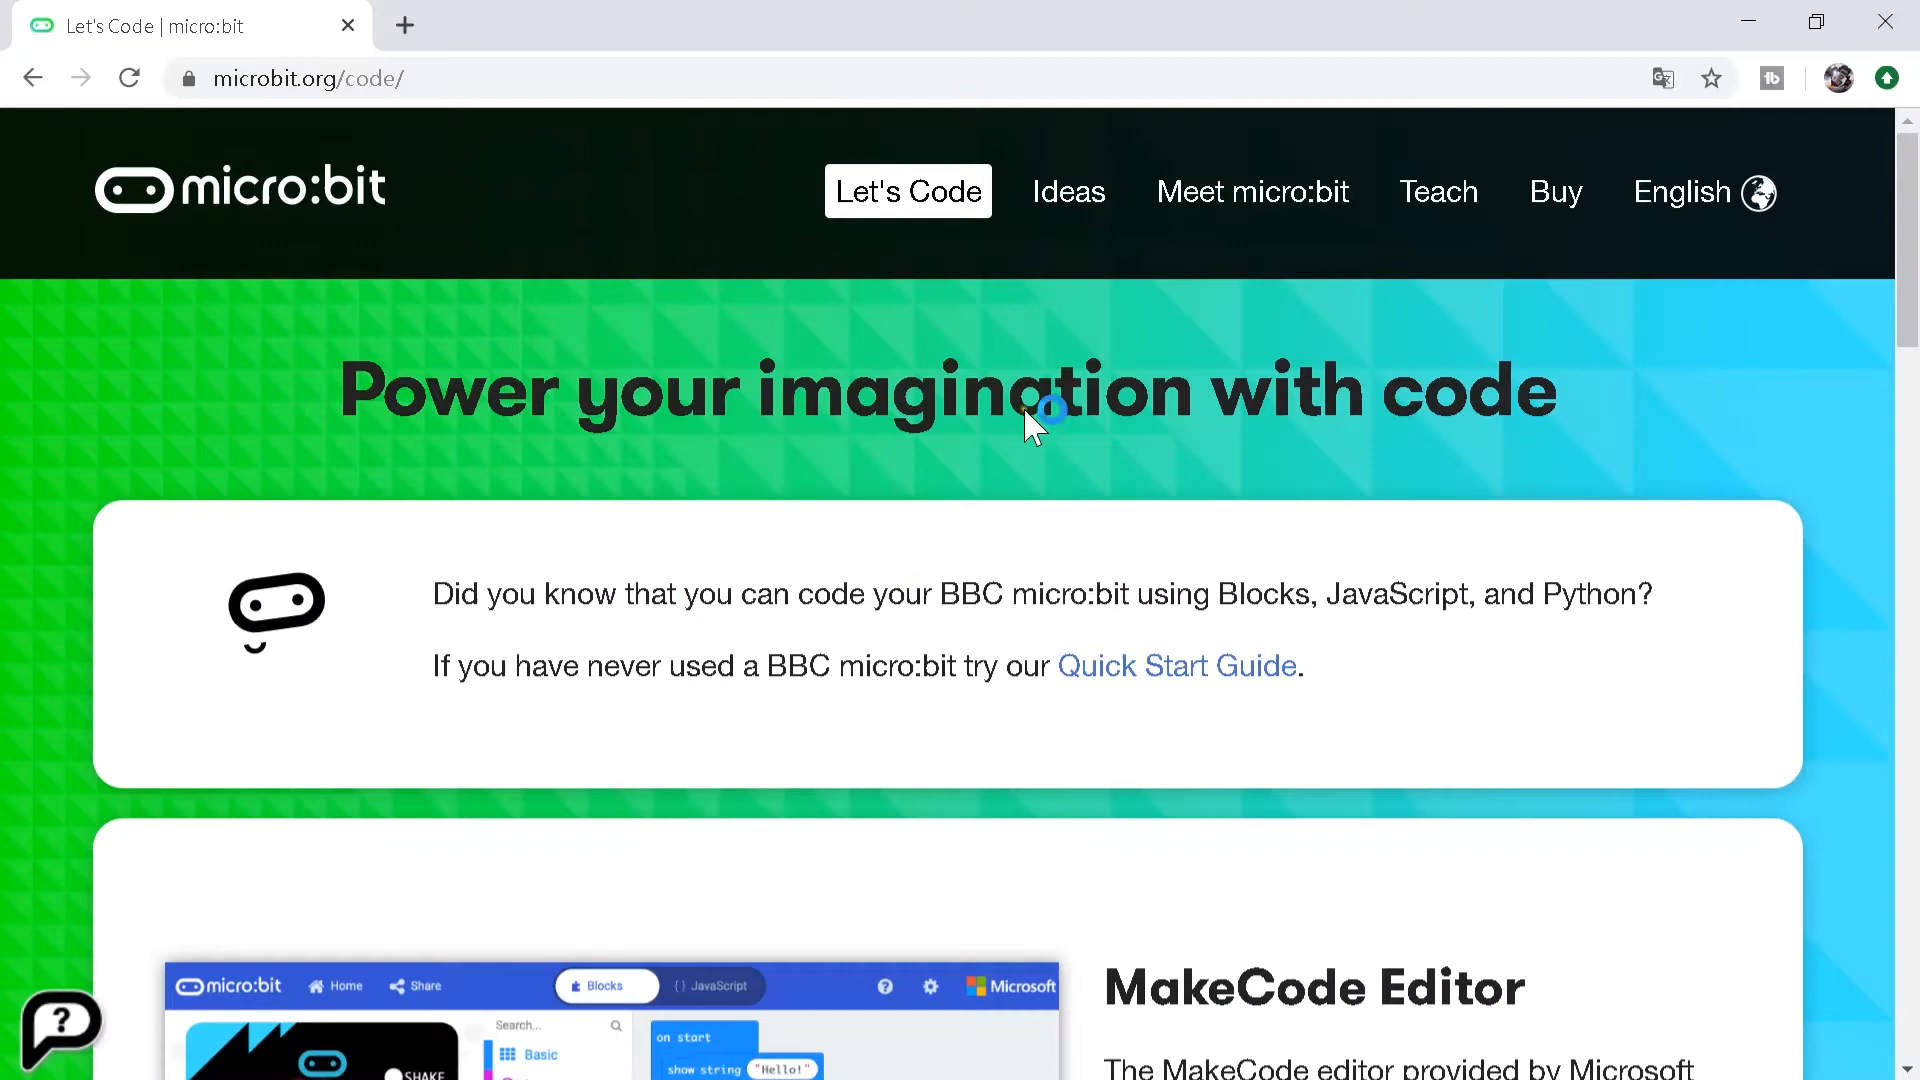 Let's Code | micro:bit
microbit.org/code/
micro:bit
Let's Code
Ideas
Meet micro:bit
Teach
Buy
English
Power your imagination with code
Did you know that you can code your BBC micro:bit using Blocks, JavaScript, and Python?
If you have never used a BBC micro:bit try our Quick Start Guide.
micro:bit
Home
Share
Blocks
{ } JavaScript
?
Microsoft
Search...
Basic
on start
show string "Hello!"
SHAKE
MakeCode Editor
The MakeCode editor provided by Microsoft
?